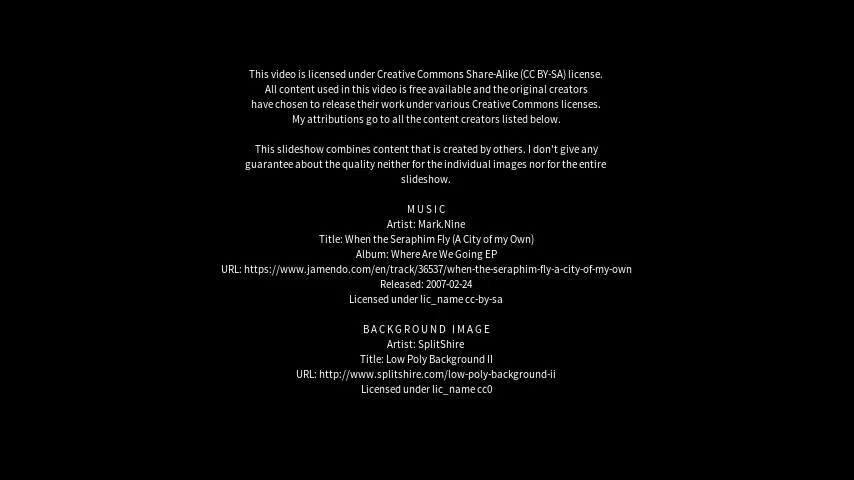 This video is licensed under Creative Commons Share-Alike (CC BY-SA) license.
All content used in this video is free available and the original creators
have chosen to release their work under various Creative Commons licenses.
My attributions go to all the content creators listed below.
This slideshow combines content that is created by others. I don't give any
guarantee about the quality neither for the individual images nor for the entire
slideshow.
MUSIC
Artist: Mark.Nine
Title: When the Seraphim Fly (A City of my Own)
Album: Where Are We Going EP
URL: https://www.jamendo.com/en/track/36537/when-the-seraphim-fly-a-city-of-my-own
Released: 2007-02-24
Licensed under lic_name cc-by-sa
BACKGROUND IMAGE
Artist: SplitShire
Title: Low Poly Background II
URL: http://www.splitshire.com/low-poly-background-ii
Licensed under lic_name cc0